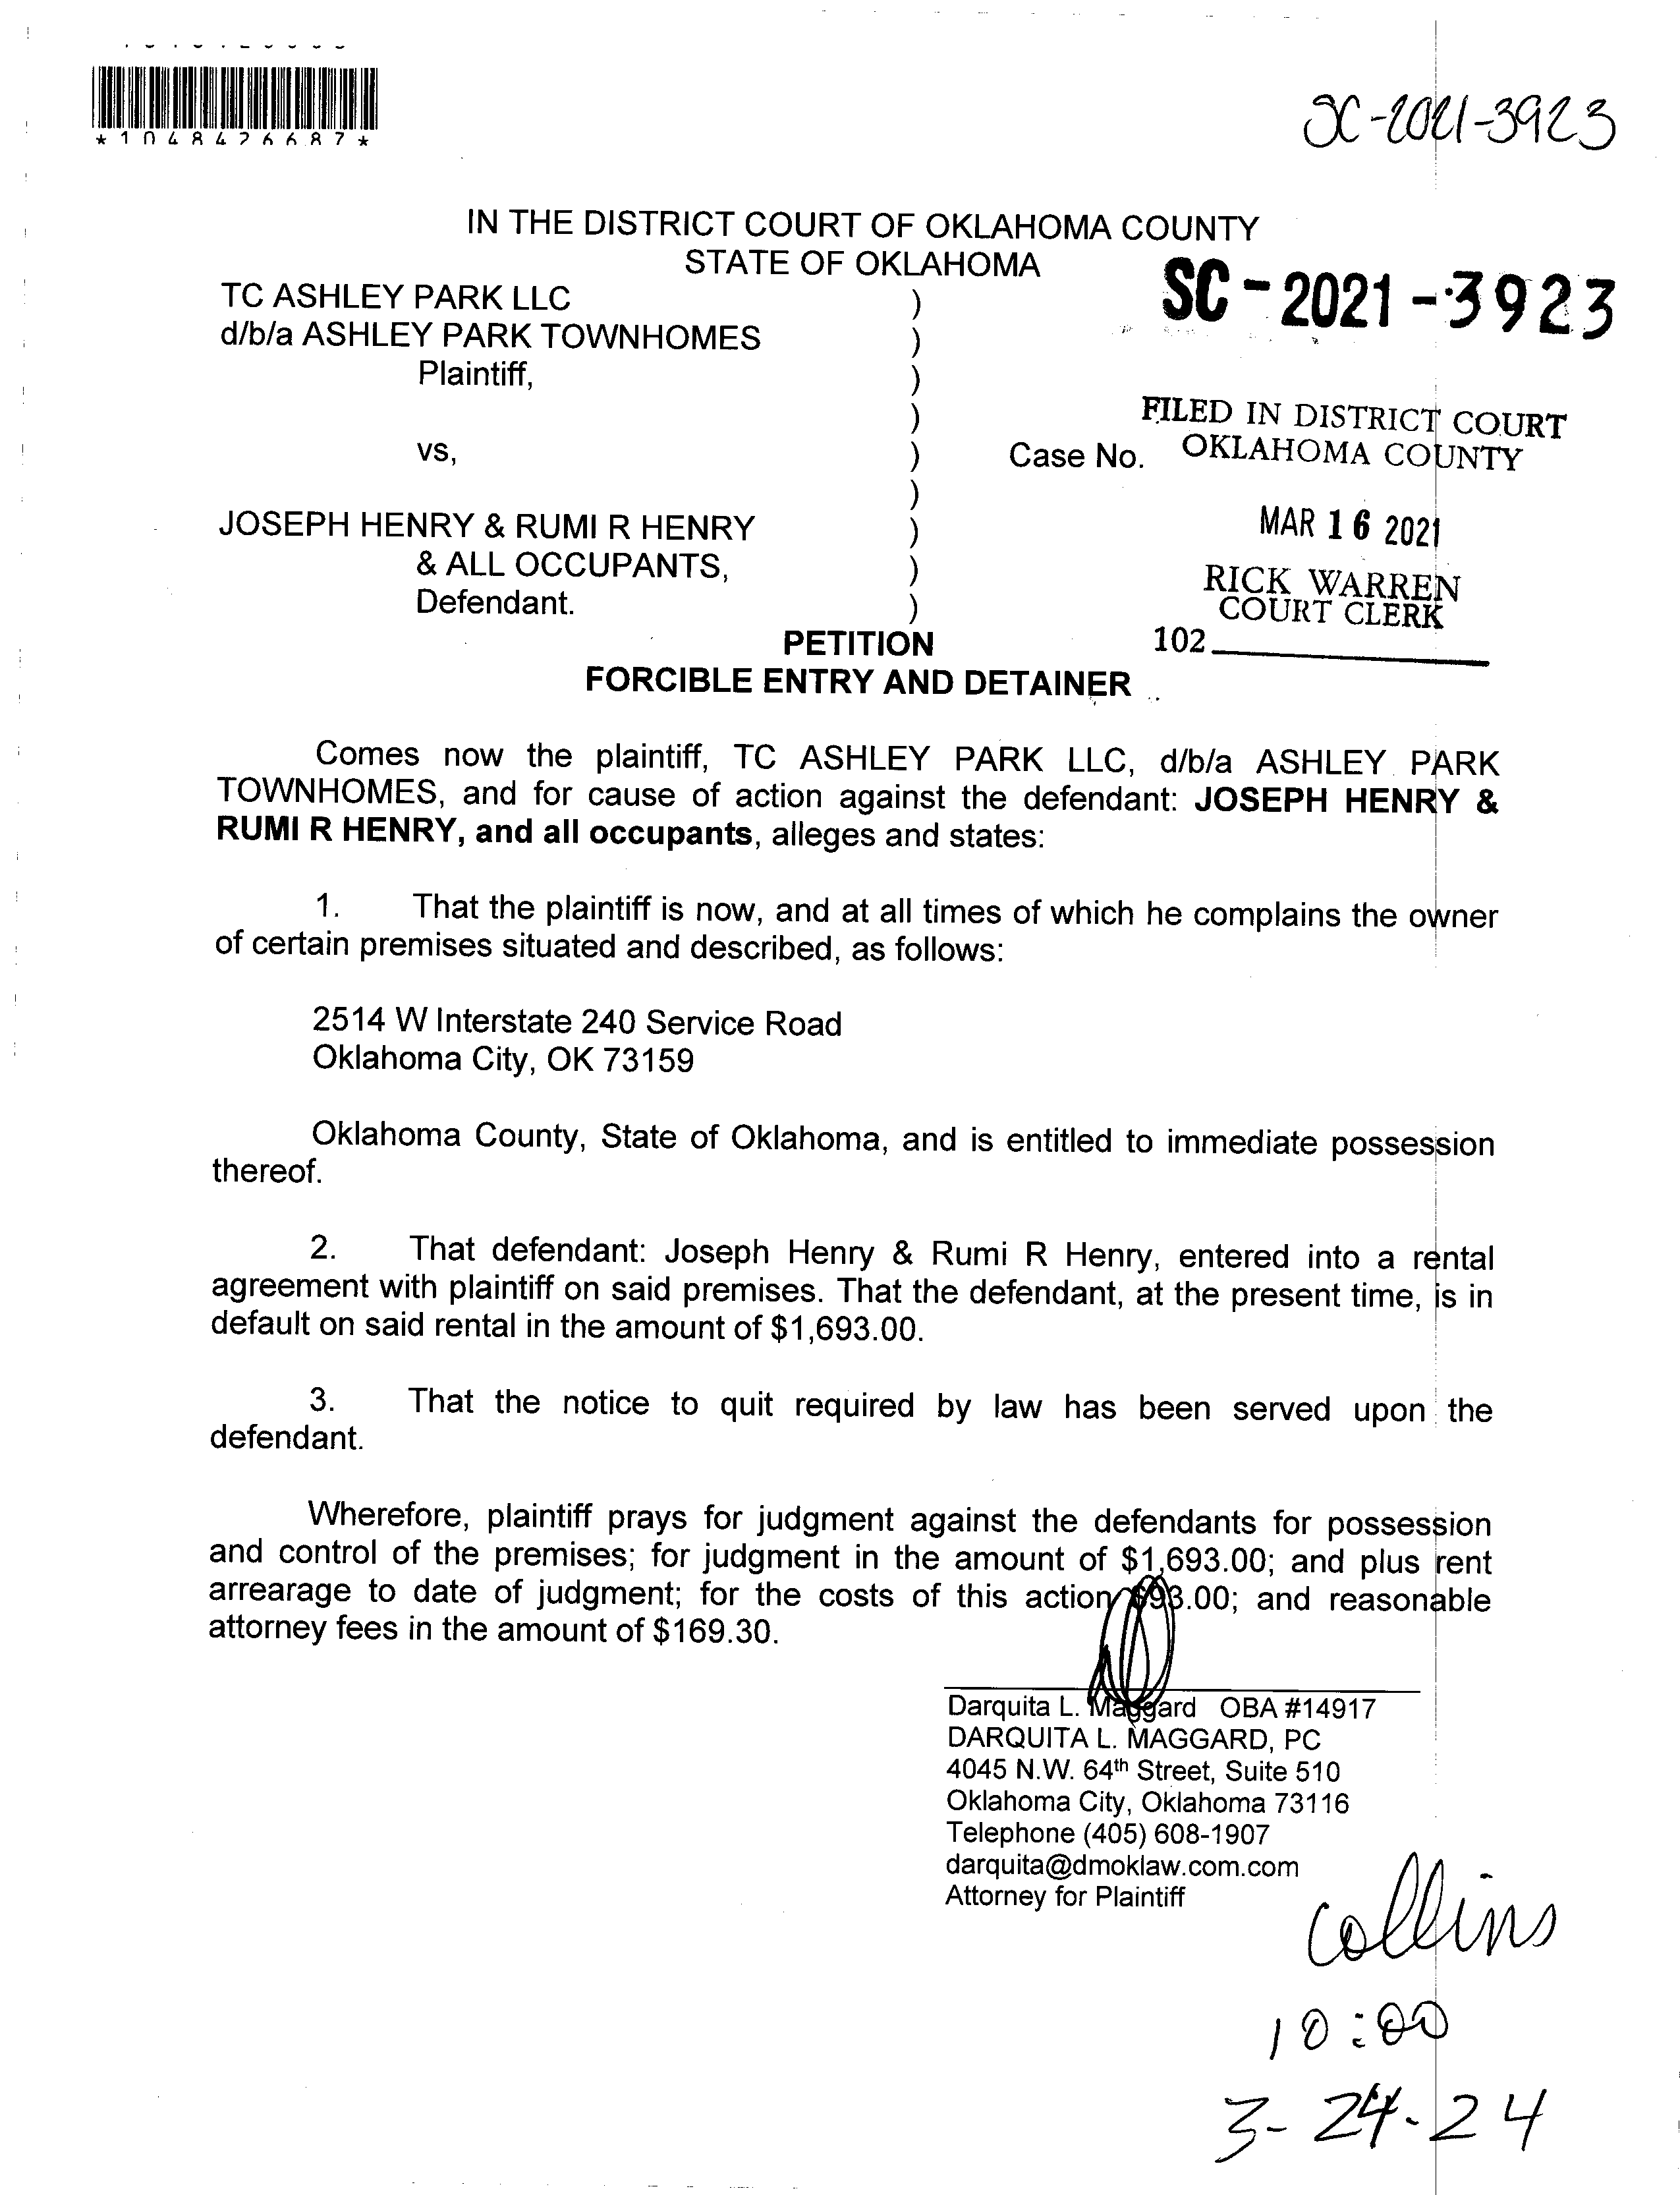 *1048426687*
SC-2021-3923
IN THE DISTRICT COURT OF OKLAHOMA COUNTY
STATE OF OKLAHOMA
SC-2021-3923
TC ASHLEY PARK LLC )
d/b/a ASHLEY PARK TOWNHOMES )
Plaintiff, )
)
FILED IN DISTRICT COURT
OKLAHOMA COUNTY
vs, ) Case No.
)
JOSEPH HENRY & RUMI R HENRY )
MAR 16 2021
& ALL OCCUPANTS, )
Defendant. )
RICK WARREN
COURT CLERK
102
PETITION
FORCIBLE ENTRY AND DETAINER
Comes now the plaintiff, TC ASHLEY PARK LLC, d/b/a ASHLEY PARK
TOWNHOMES, and for cause of action against the defendant: JOSEPH HENRY &
RUMI R HENRY, and all occupants, alleges and states:
1. That the plaintiff is now, and at all times of which he complains the owner
of certain premises situated and described, as follows:
2514 W Interstate 240 Service Road
Oklahoma City, OK 73159
Oklahoma County, State of Oklahoma, and is entitled to immediate possession
thereof.
2. That defendant: Joseph Henry & Rumi R Henry, entered into a rental
agreement with plaintiff on said premises. That the defendant, at the present time, is in
default on said rental in the amount of $1,693.00.
3. That the notice to quit required by law has been served upon the
defendant.
Wherefore, plaintiff prays for judgment against the defendants for possession
and control of the premises; for judgment in the amount of $1,693.00; and plus rent
arrearage to date of judgment; for the costs of this action $93.00; and reasonable
attorney fees in the amount of $169.30.
Darquita L. Maggard OBA #14917
DARQUITA L. MAGGARD, PC
4045 N.W. 64th Street, Suite 510
Oklahoma City, Oklahoma 73116
Telephone (405) 608-1907
darquita@dmoklaw.com.com
Attorney for Plaintiff
Collins
10:00
3-24-24